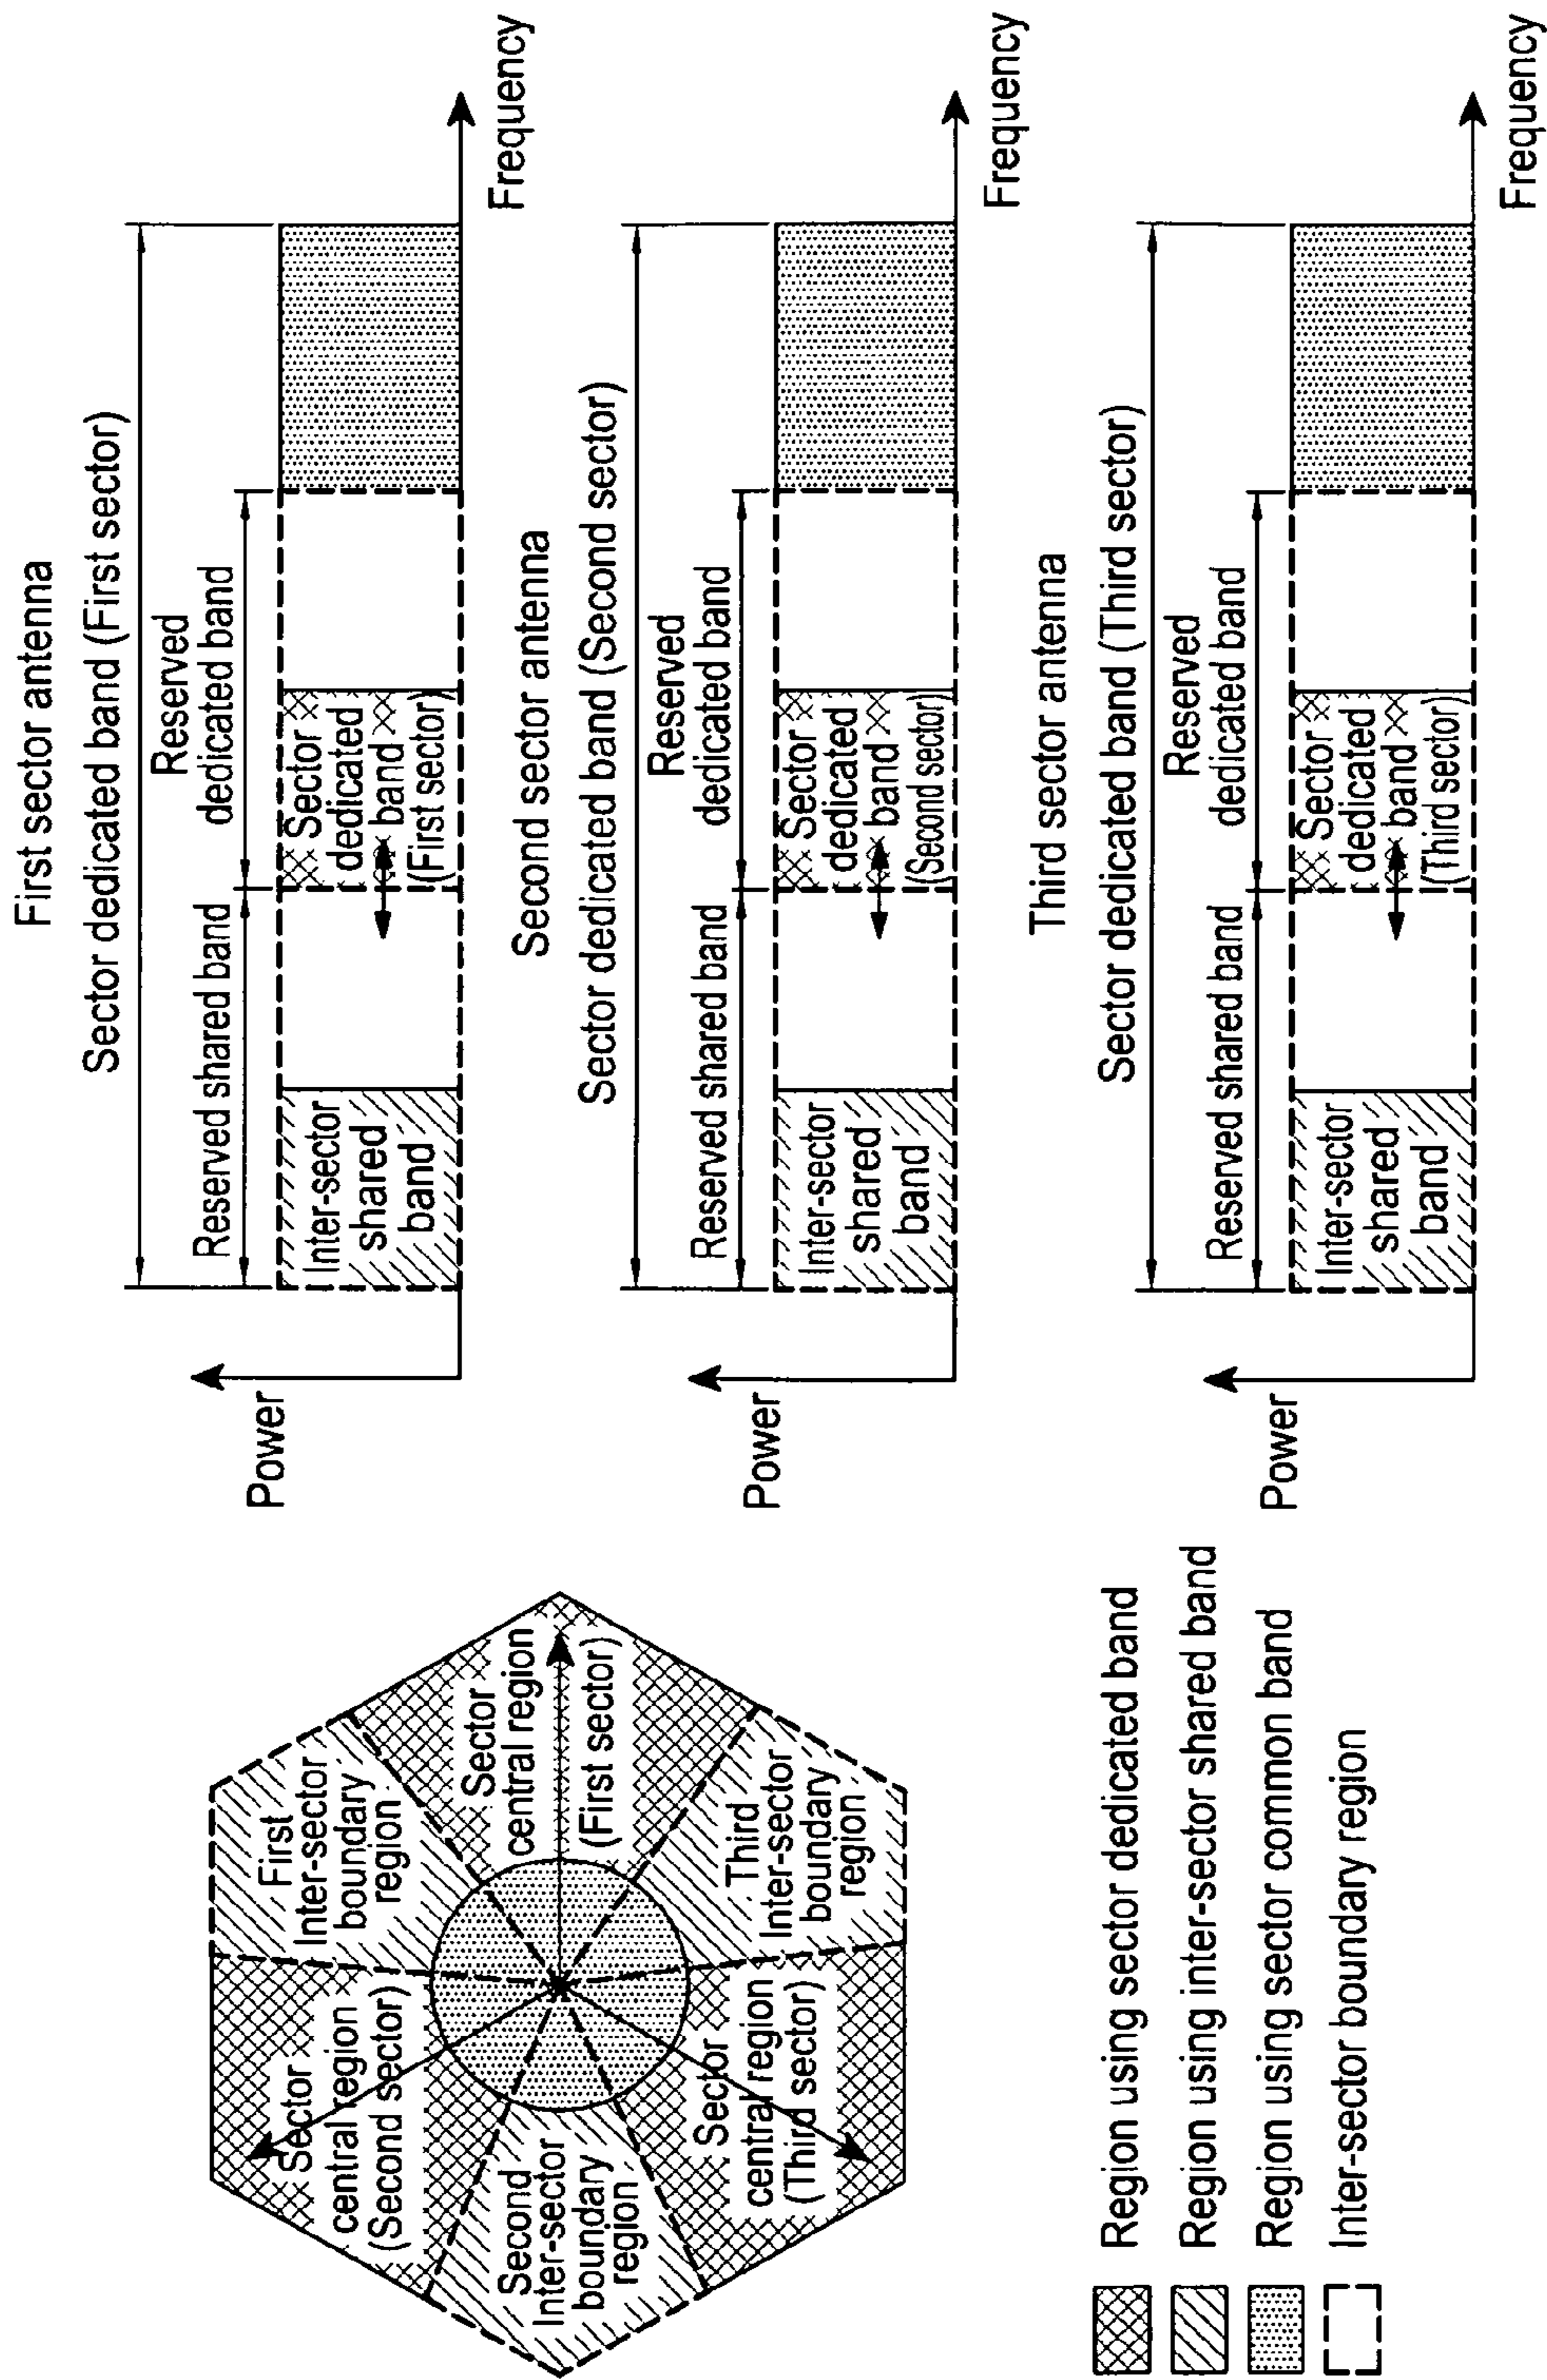 First
Inter-sector
boundary
region
Sector
central region
(Second sector)
Sector
central region
(First sector)
Second
Inter-sector
boundary
region
Third
Inter-sector
boundary
region
Sector
central region
(Third sector)
Region using sector dedicated band
Region using inter-sector shared band
Region using sector common band
Inter-sector boundary region
First sector antenna
Sector dedicated band (First sector)
Reserved shared band
Reserved
dedicated band
Power
Inter-sector
shared
band
Sector
dedicated
band
(First sector)
Frequency
Second sector antenna
Sector dedicated band (Second sector)
Reserved shared band
Reserved
dedicated band
Power
Inter-sector
shared
band
Sector
dedicated
band
(Second sector)
Frequency
Third sector antenna
Sector dedicated band (Third sector)
Reserved shared band
Reserved
dedicated band
Power
Inter-sector
shared
band
Sector
dedicated
band
(Third sector)
Frequency